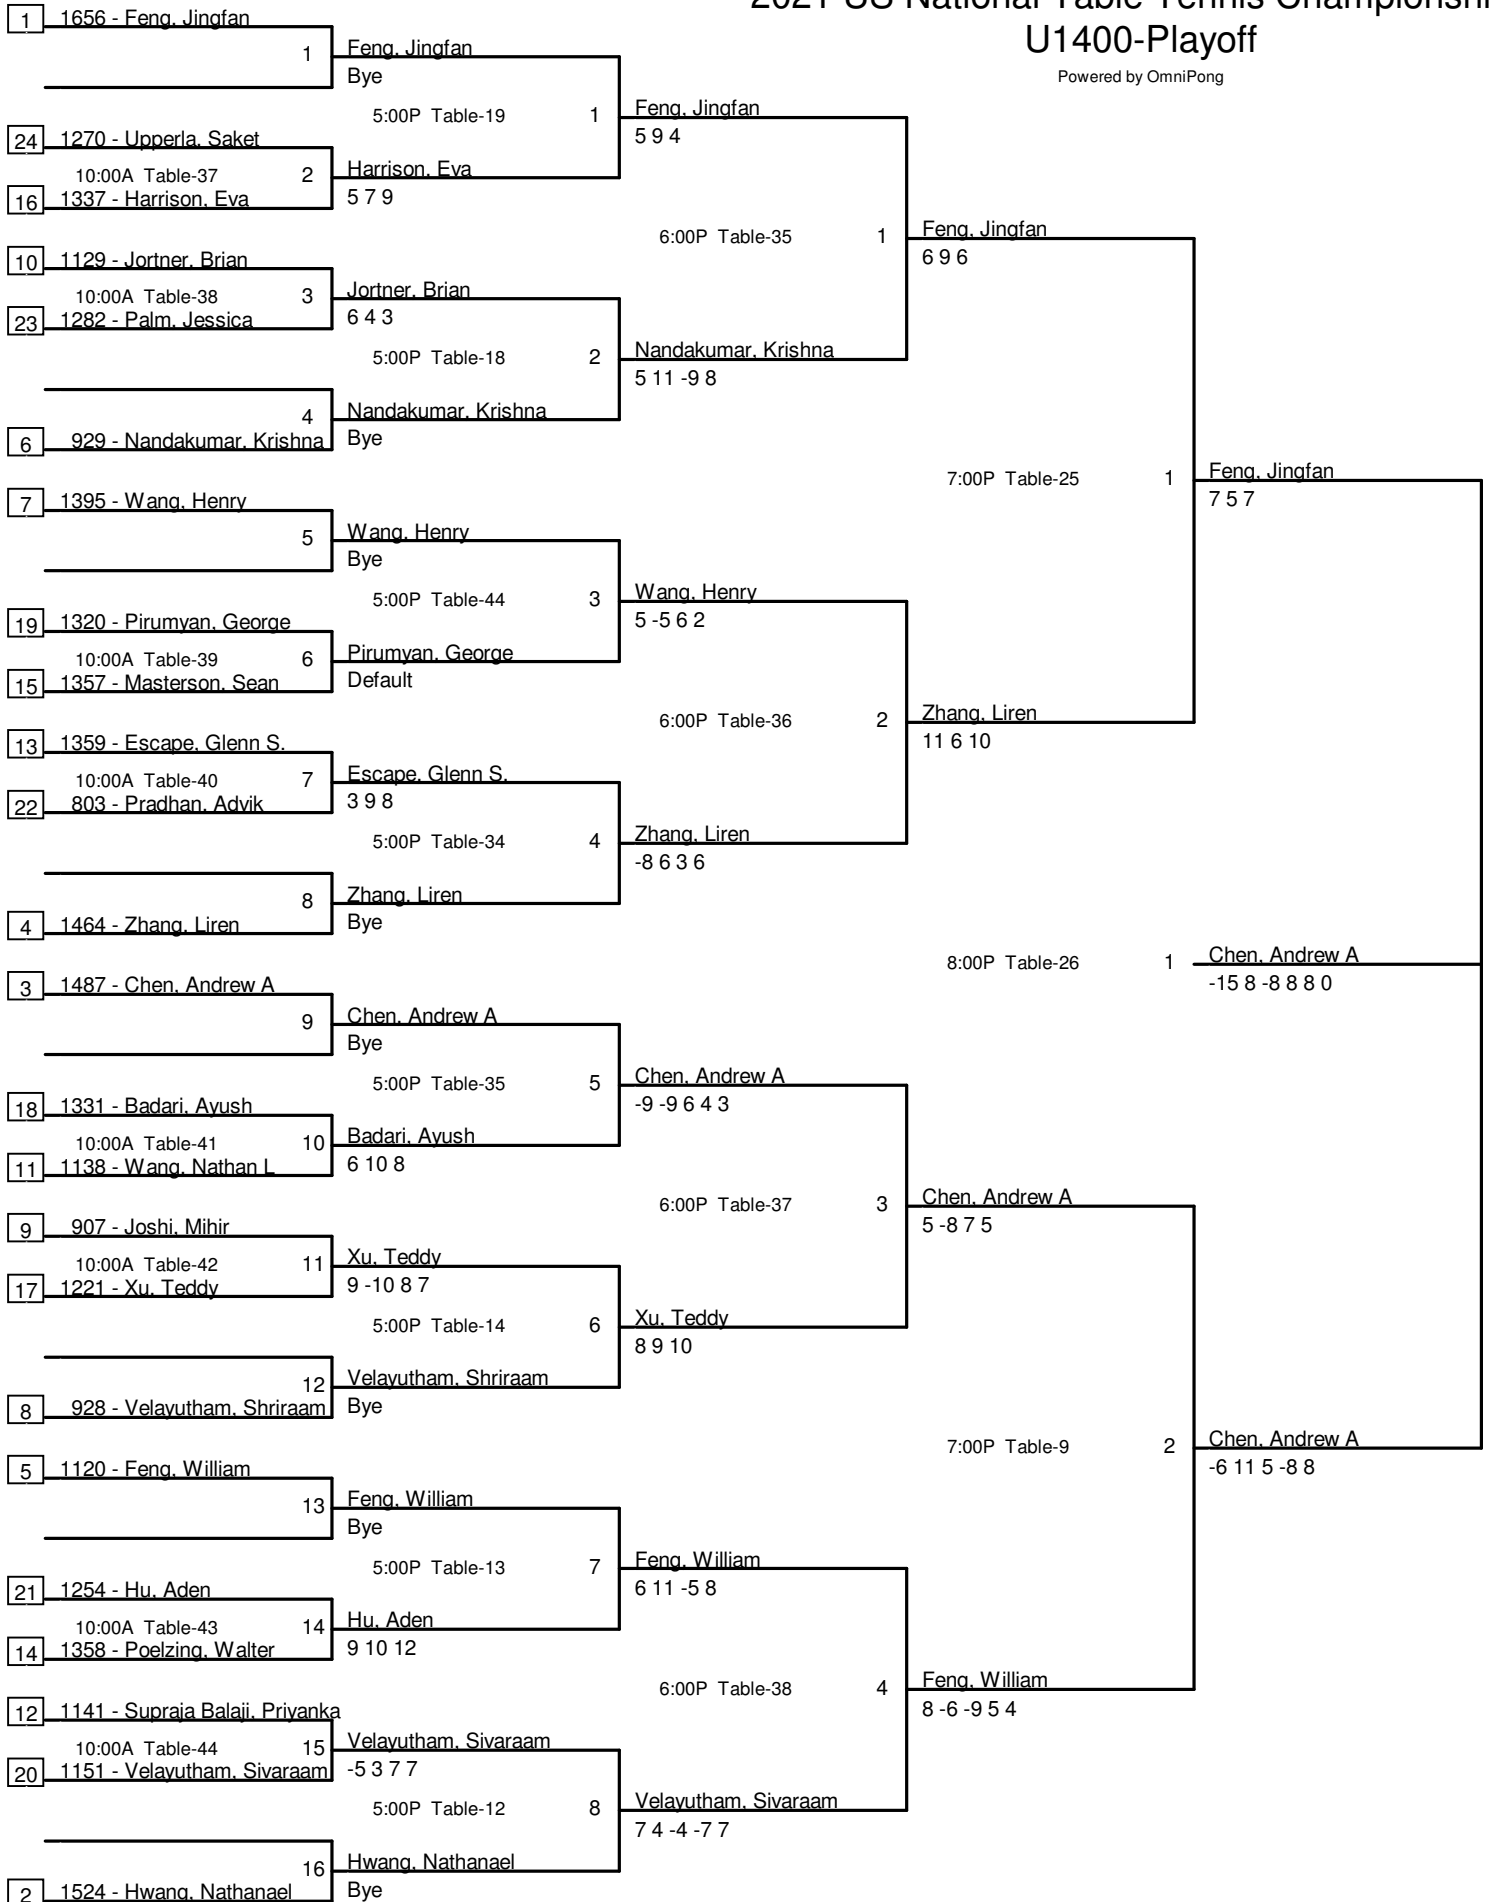 2021 US National Table Tennis Championshi
U1400-Playoff
Powered by OmniPong
1 1656 - Feng, Jingfan
1 Feng, Jingfan
Bye
5:00P Table-19 1 Feng, Jingfan
5 9 4
24 1270 - Upperla, Saket
10:00A Table-37 2 Harrison, Eva
16 1337 - Harrison, Eva 5 7 9
6:00P Table-35 1 Feng, Jingfan
6 9 6
10 1129 - Jortner, Brian
10:00A Table-38 3 Jortner, Brian
23 1282 - Palm, Jessica 6 4 3
5:00P Table-18 2 Nandakumar, Krishna
5 11 -9 8
4 Nandakumar, Krishna
6 929 - Nandakumar, Krishna Bye
7:00P Table-25 1 Feng, Jingfan
7 5 7
7 1395 - Wang, Henry
5 Wang, Henry
Bye
5:00P Table-44 3 Wang, Henry
5 -5 6 2
19 1320 - Pirumyan, George
10:00A Table-39 6 Pirumyan, George
15 1357 - Masterson, Sean Default
6:00P Table-36 2 Zhang, Liren
11 6 10
13 1359 - Escape, Glenn S.
10:00A Table-40 7 Escape, Glenn S.
22 803 - Pradhan, Advik 3 9 8
5:00P Table-34 4 Zhang, Liren
-8 6 3 6
8 Zhang, Liren
4 1464 - Zhang, Liren Bye
8:00P Table-26 1 Chen, Andrew A
-15 8 -8 8 8 0
3 1487 - Chen, Andrew A
9 Chen, Andrew A
Bye
5:00P Table-35 5 Chen, Andrew A
-9 -9 6 4 3
18 1331 - Badari, Ayush
10:00A Table-41 10 Badari, Ayush
11 1138 - Wang, Nathan L 6 10 8
6:00P Table-37 3 Chen, Andrew A
5 -8 7 5
9 907 - Joshi, Mihir
10:00A Table-42 11 Xu, Teddy
17 1221 - Xu, Teddy 9 -10 8 7
5:00P Table-14 6 Xu, Teddy
8 9 10
12 Velayutham, Shriraam
8 928 - Velayutham, Shriraam Bye
7:00P Table-9 2 Chen, Andrew A
-6 11 5 -8 8
5 1120 - Feng, William
13 Feng, William
Bye
5:00P Table-13 7 Feng, William
6 11 -5 8
21 1254 - Hu, Aden
10:00A Table-43 14 Hu, Aden
14 1358 - Poelzing, Walter 9 10 12
6:00P Table-38 4 Feng, William
8 -6 -9 5 4
12 1141 - Supraja Balaji, Priyanka
10:00A Table-44 15 Velayutham, Sivaraam
20 1151 - Velayutham, Sivaraam -5 3 7 7
5:00P Table-12 8 Velayutham, Sivaraam
7 4 -4 -7 7
16 Hwang, Nathanael
2 1524 - Hwang, Nathanael Bye